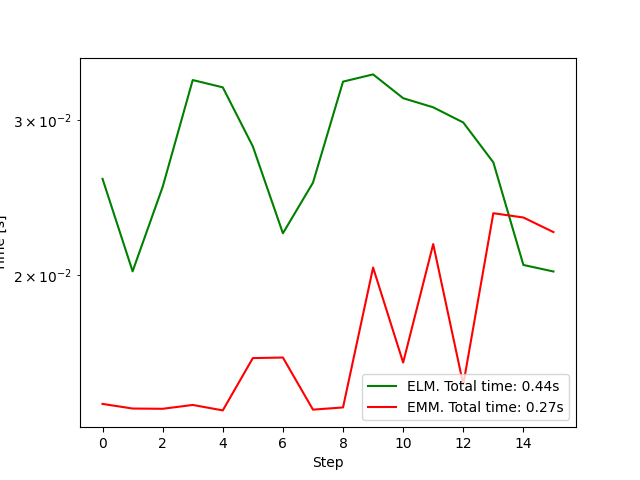 3 × 10⁻²
2 × 10⁻²
[s]
0 2 4 6 8 10 12 14
Step
ELM. Total time: 0.44s
EMM. Total time: 0.27s